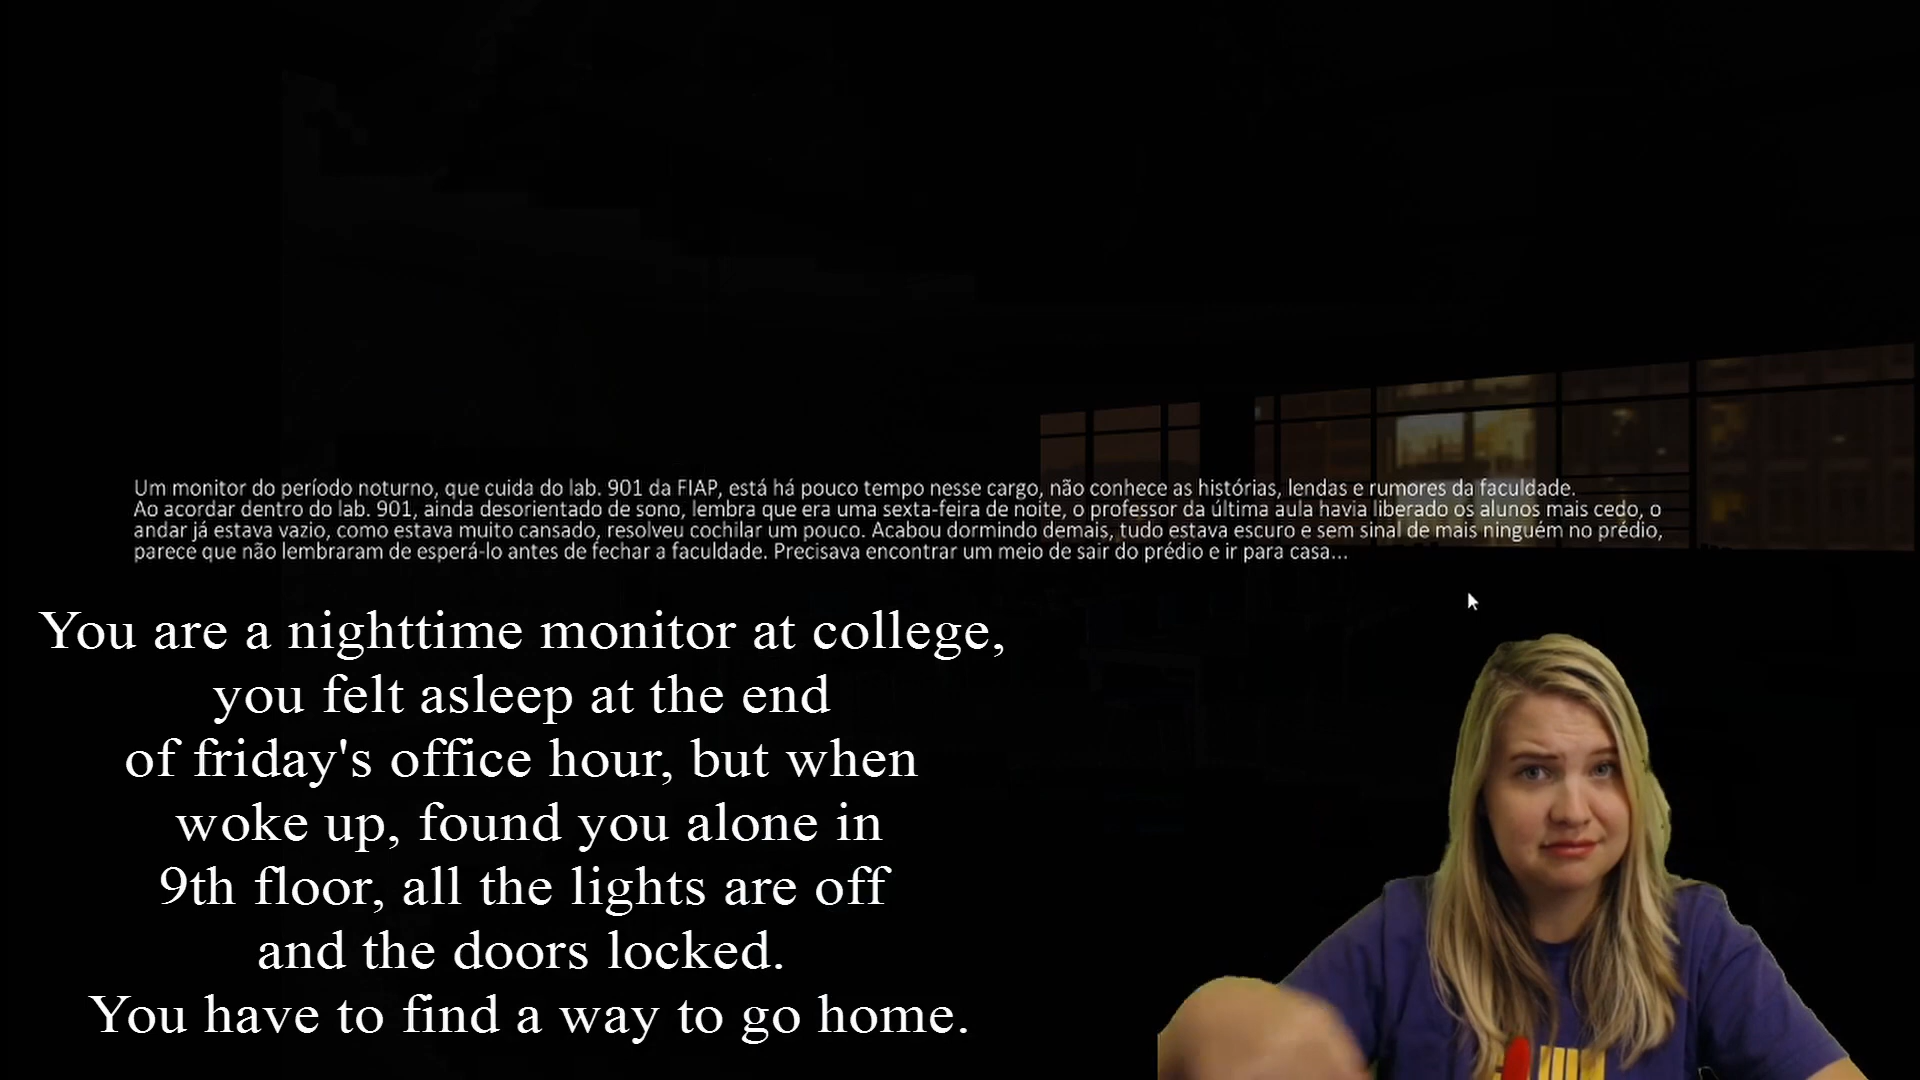 Um monitor do período noturno, que cuida do lab. 901 da FIAP, está há pouco tempo nesse cargo, não conhece as histórias, lendas e rumores da faculdade.
Ao acordar dentro do lab. 901, ainda desorientado de sono, lembra que era uma sexta-feira de noite, o professor da última aula havia liberado os alunos mais cedo, o
andar já estava vazio, como estava muito cansado, resolveu cochilar um pouco. Acabou dormindo demais, tudo estava escuro e sem sinal de mais ninguém no prédio,
parece que não lembraram de esperá-lo antes de fechar a faculdade. Precisava encontrar um meio de sair do prédio e ir para casa...
You are a nighttime monitor at college,
you felt asleep at the end
of friday's office hour, but when
woke up, found you alone in
9th floor, all the lights are off
and the doors locked.
You have to find a way to go home.